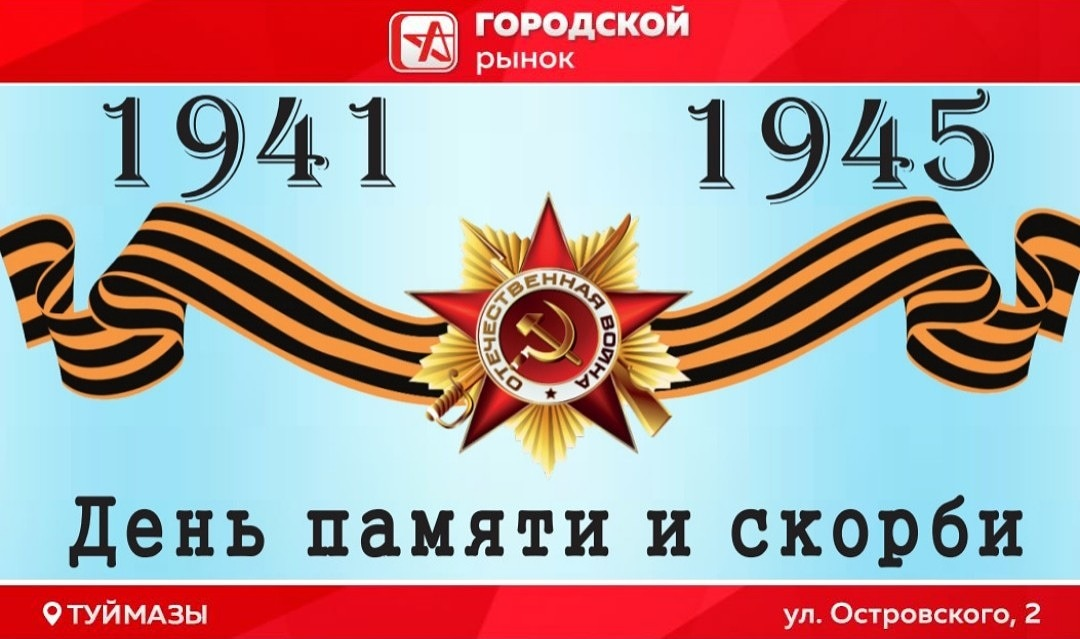 ГОРОДСКОЙ
рынок
1941 1945
ОТЕЧЕСТВЕННАЯ ВОЙНА
День памяти и скорби
ТУЙМАЗЫ ул. Островского, 2